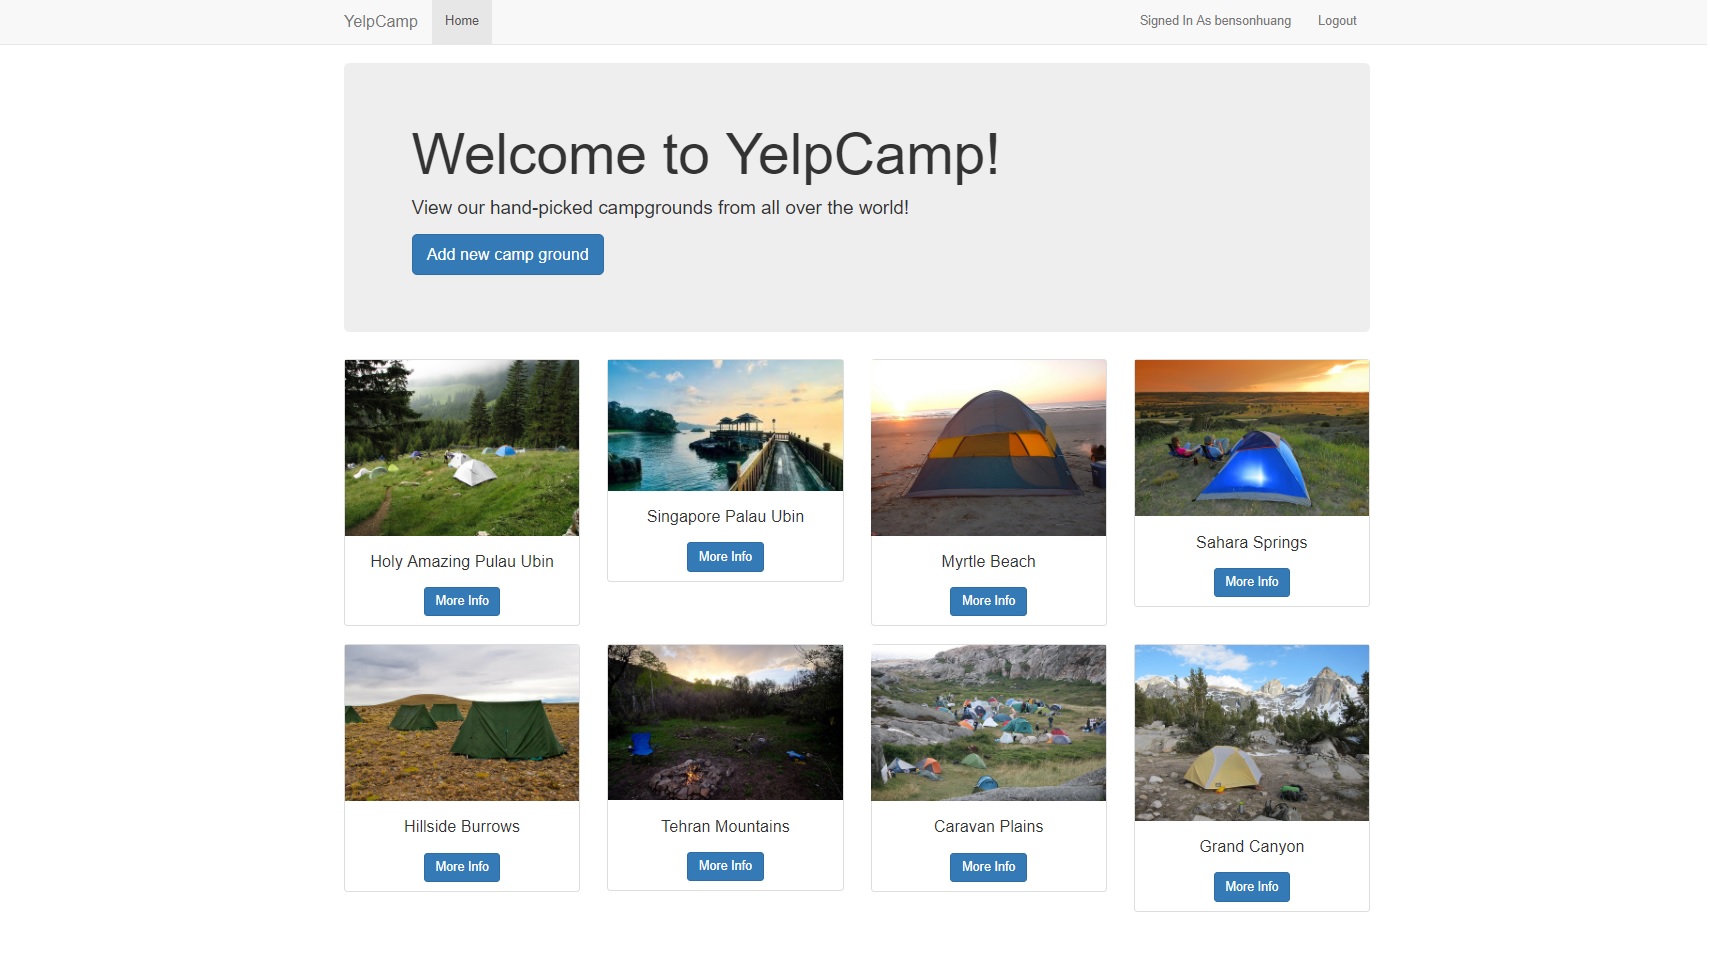 YelpCamp Home Signed In As bensonhuang Logout
Welcome to YelpCamp!
View our hand-picked campgrounds from all over the world!
Add new camp ground
Holy Amazing Pulau Ubin
More Info
Singapore Palau Ubin
More Info
Myrtle Beach
More Info
Sahara Springs
More Info
Hillside Burrows
More Info
Tehran Mountains
More Info
Caravan Plains
More Info
Grand Canyon
More Info